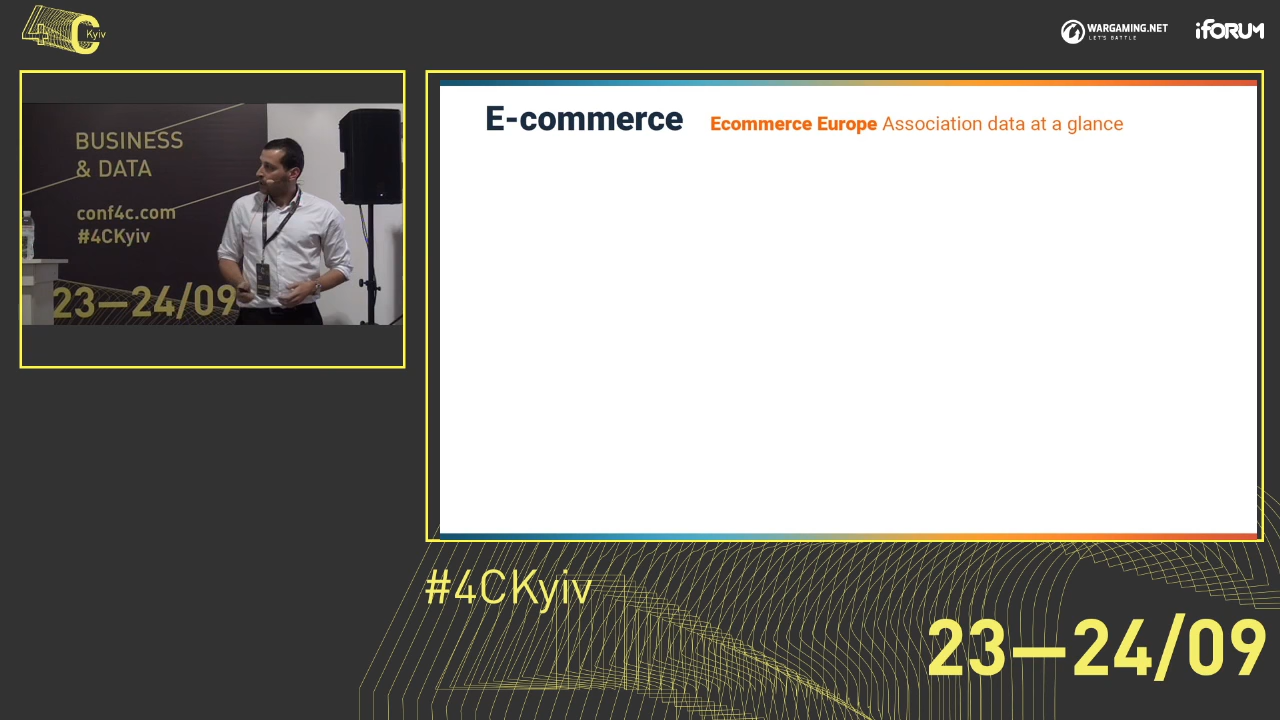 4C Kyiv
WARGAMING.NET
LET'S BATTLE
iFORUM
BUSINESS
& DATA
conf4c.com
#4CKyiv
23—24/09
E-commerce
Ecommerce Europe Association data at a glance
#4CKyiv
23—24/09